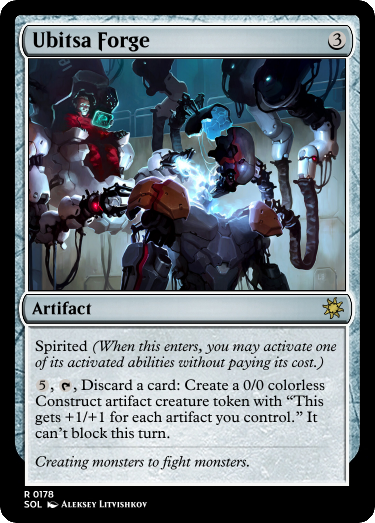 Ubitsa Forge 3
Artifact
Spirited (When this enters, you may activate one
of its activated abilities without paying its cost.)
5, , Discard a card: Create a 0/0 colorless
Construct artifact creature token with “This
gets +1/+1 for each artifact you control.” It
can’t block this turn.
Creating monsters to fight monsters.
R 0178
SOL Aleksey Litvishkov